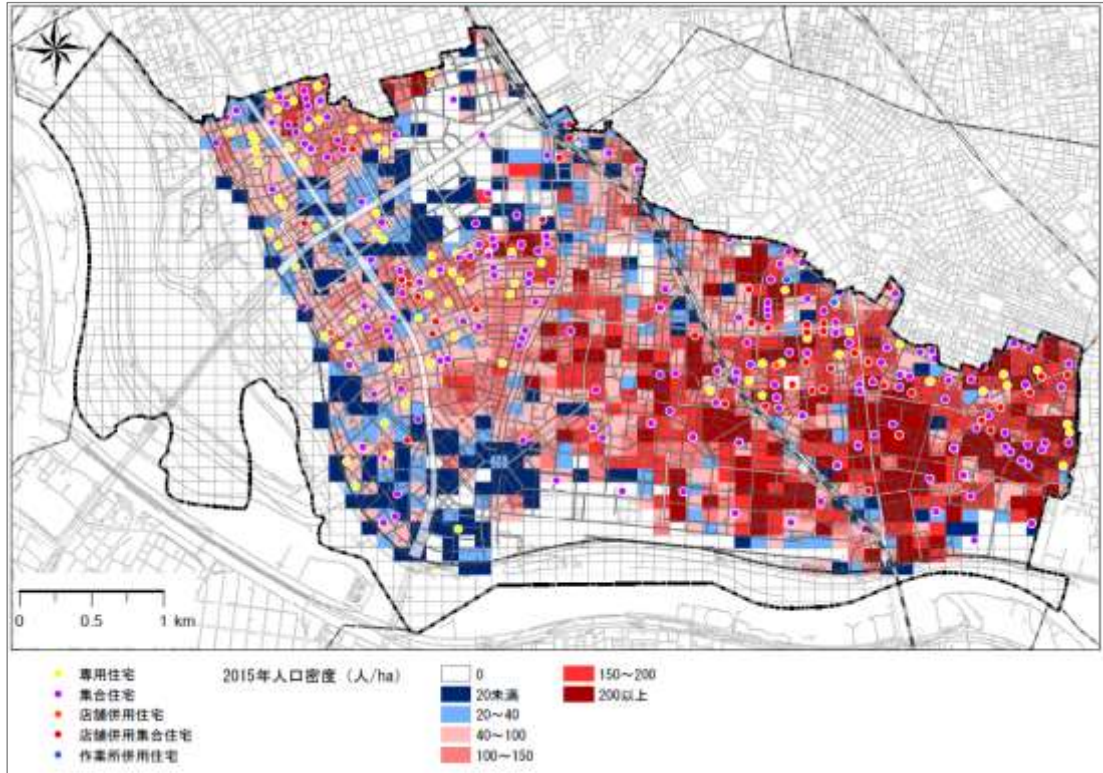 0 0.5 1 km
専用住宅
集合住宅
店舗併用住宅
店舗併用集合住宅
作業所併用住宅
2015年人口密度（人/ha）
0
20未満
20～40
40～100
100～150
150～200
200以上